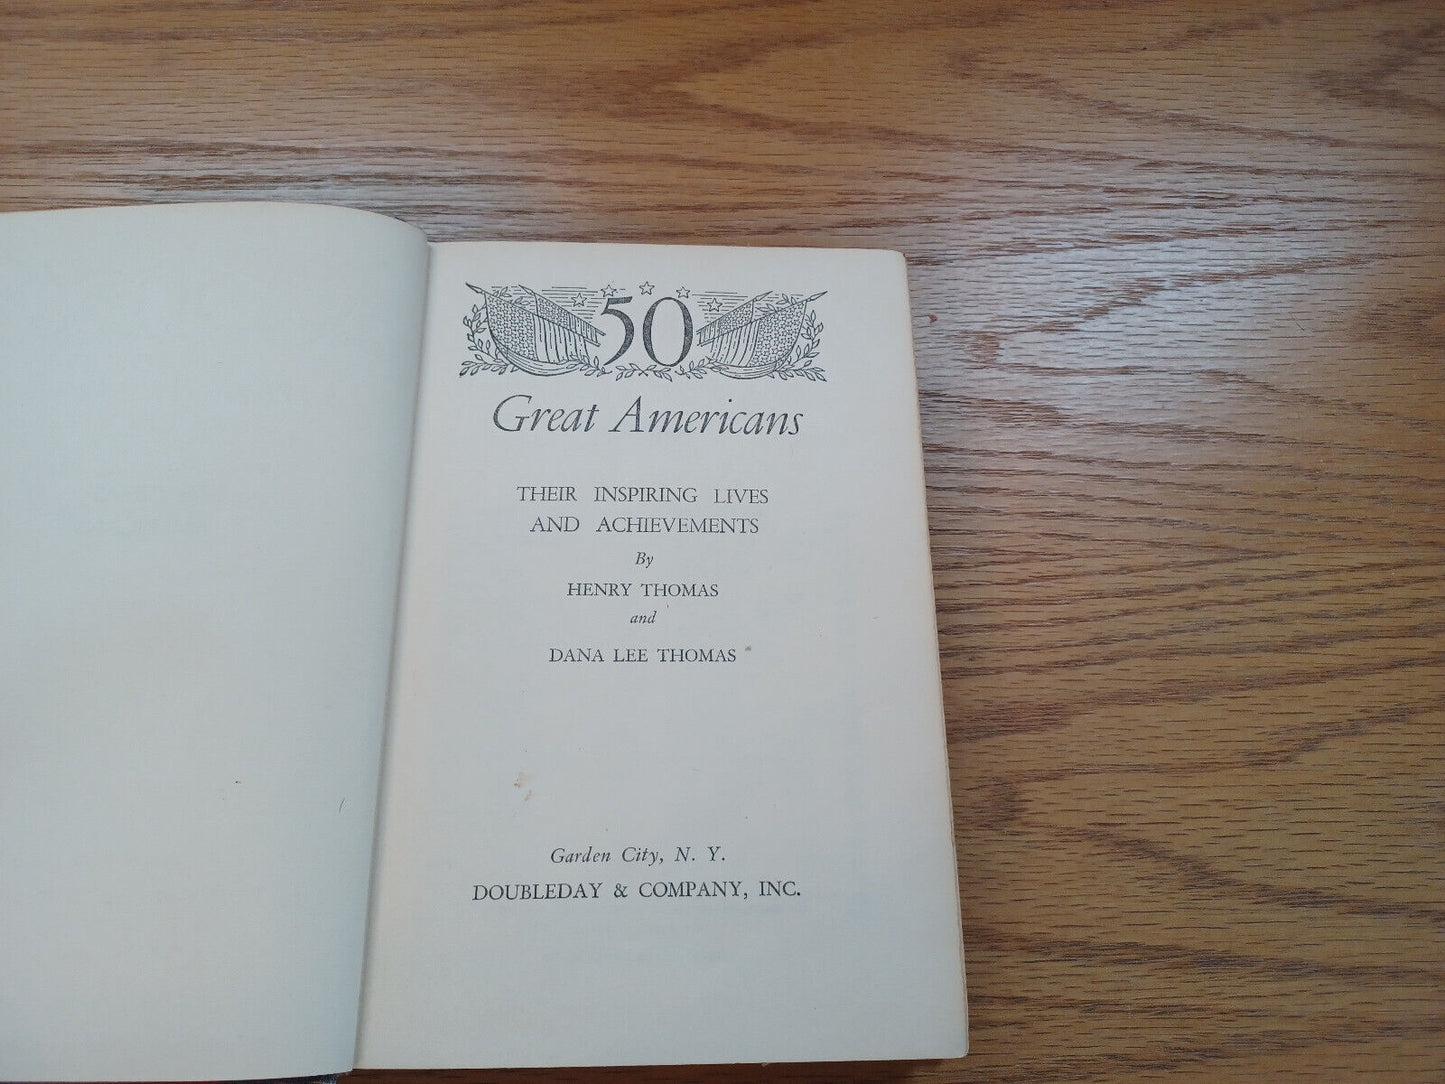 50
Great Americans
THEIR INSPIRING LIVES
AND ACHIEVEMENTS
By
HENRY THOMAS
and
DANA LEE THOMAS
Garden City, N. Y.
DOUBLEDAY & COMPANY, INC.